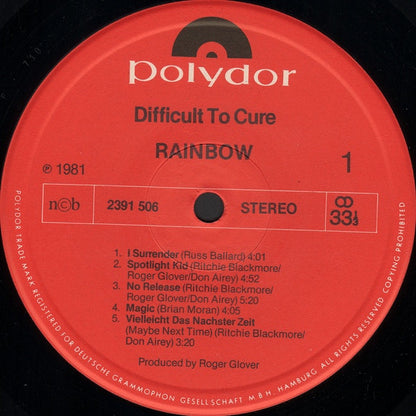 polydor
Difficult To Cure
RAINBOW
℗ 1981
1
n©b
2391 506
STEREO
33⅓
1. I Surrender (Russ Ballard) 4:01
2. Spotlight Kid (Ritchie Blackmore/
Roger Glover/Don Airey) 4:52
3. No Release (Ritchie Blackmore/
Roger Glover/Don Airey) 5:20
4. Magic (Brian Moran) 4:05
5. Vielleicht Das Nachster Zeit
(Maybe Next Time) (Ritchie Blackmore/
Don Airey) 3:20
Produced by Roger Glover
POLYDOR TRADE MARK REGISTERED FOR DEUTSCHE GRAMMOPHON GESELLSCHAFT M.B.H. HAMBURG ALL RIGHTS RESERVED COPYING PROHIBITED